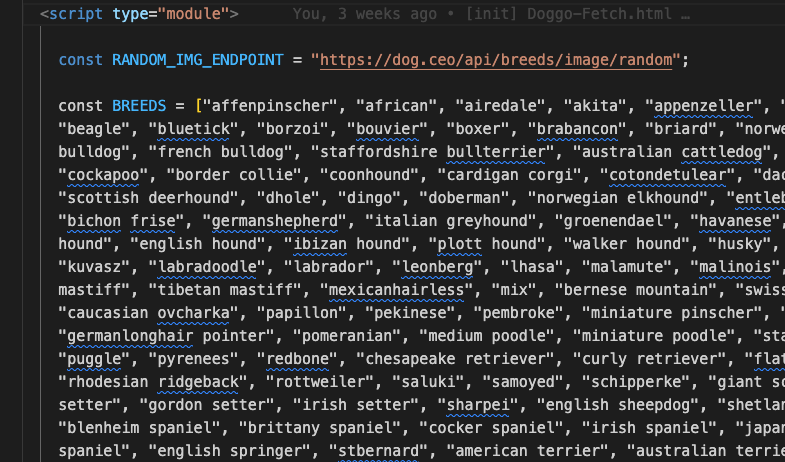 <script type="module"> You, 3 weeks ago • [init] Doggo-Fetch.html …
const RANDOM_IMG_ENDPOINT = "https://dog.ceo/api/breeds/image/random";
const BREEDS = ["affenpinscher", "african", "airedale", "akita", "appenzeller", "
"beagle", "bluetick", "borzoi", "bouvier", "boxer", "brabancon", "briard", "norwe
bulldog", "french bulldog", "staffordshire bullterrier", "australian cattledog",
"cockapoo", "border collie", "coonhound", "cardigan corgi", "cotondetulear", "dac
"scottish deerhound", "dhole", "dingo", "doberman", "norwegian elkhound", "entleb
"bichon frise", "germanshepherd", "italian greyhound", "groenendael", "havanese",
hound", "english hound", "ibizan hound", "plott hound", "walker hound", "husky",
"kuvasz", "labradoodle", "labrador", "leonberg", "lhasa", "malamute", "malinois",
mastiff", "tibetan mastiff", "mexicanhairless", "mix", "bernese mountain", "swiss
"caucasian ovcharka", "papillon", "pekinese", "pembroke", "miniature pinscher", "
"germanlonghair pointer", "pomeranian", "medium poodle", "miniature poodle", "sta
"puggle", "pyrenees", "redbone", "chesapeake retriever", "curly retriever", "flat
"rhodesian ridgeback", "rottweiler", "saluki", "samoyed", "schipperke", "giant sc
setter", "gordon setter", "irish setter", "sharpei", "english sheepdog", "shetlan
"blenheim spaniel", "brittany spaniel", "cocker spaniel", "irish spaniel", "japan
spaniel", "english springer", "stbernard", "american terrier", "australian terrie